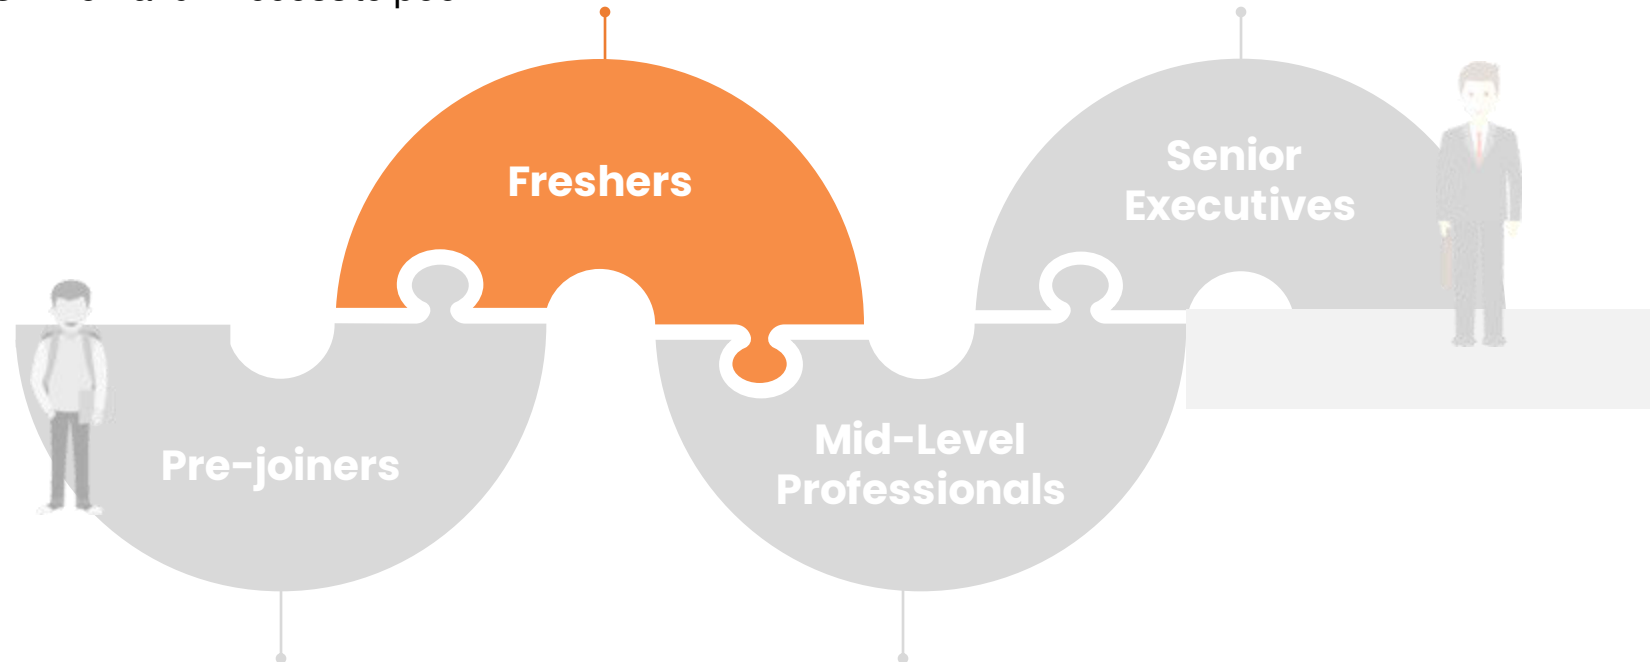 Freshers
Senior
Executives
Pre-joiners
Mid-Level
Professionals